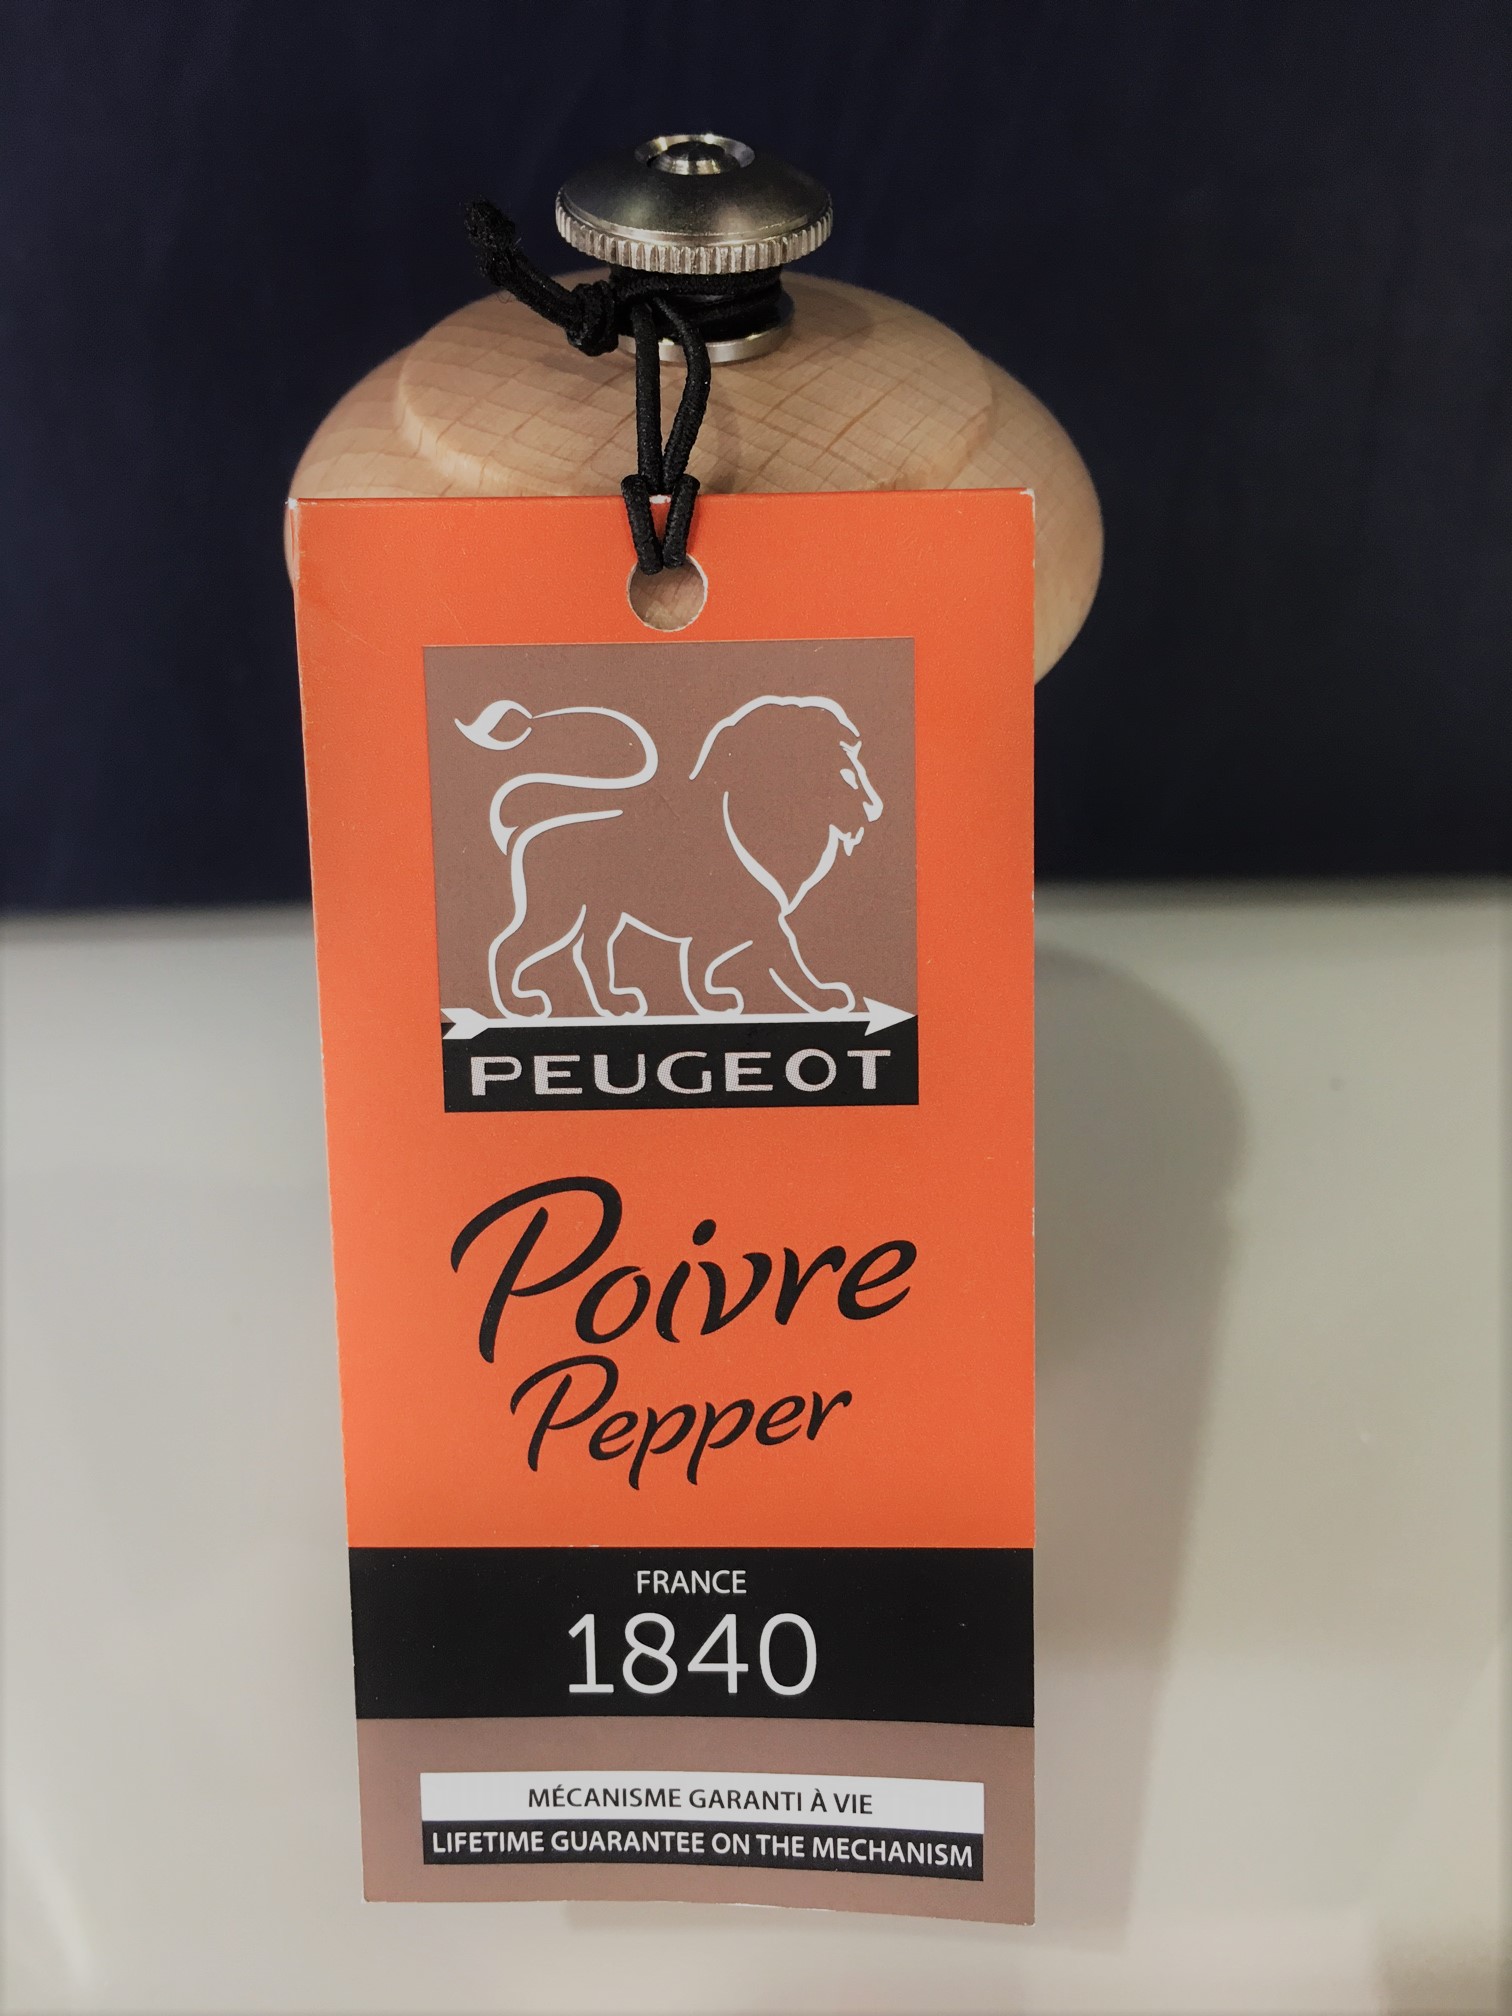 PEUGEOT
Poivre
Pepper
FRANCE
1840
MÉCANISME GARANTI À VIE
LIFETIME GUARANTEE ON THE MECHANISM